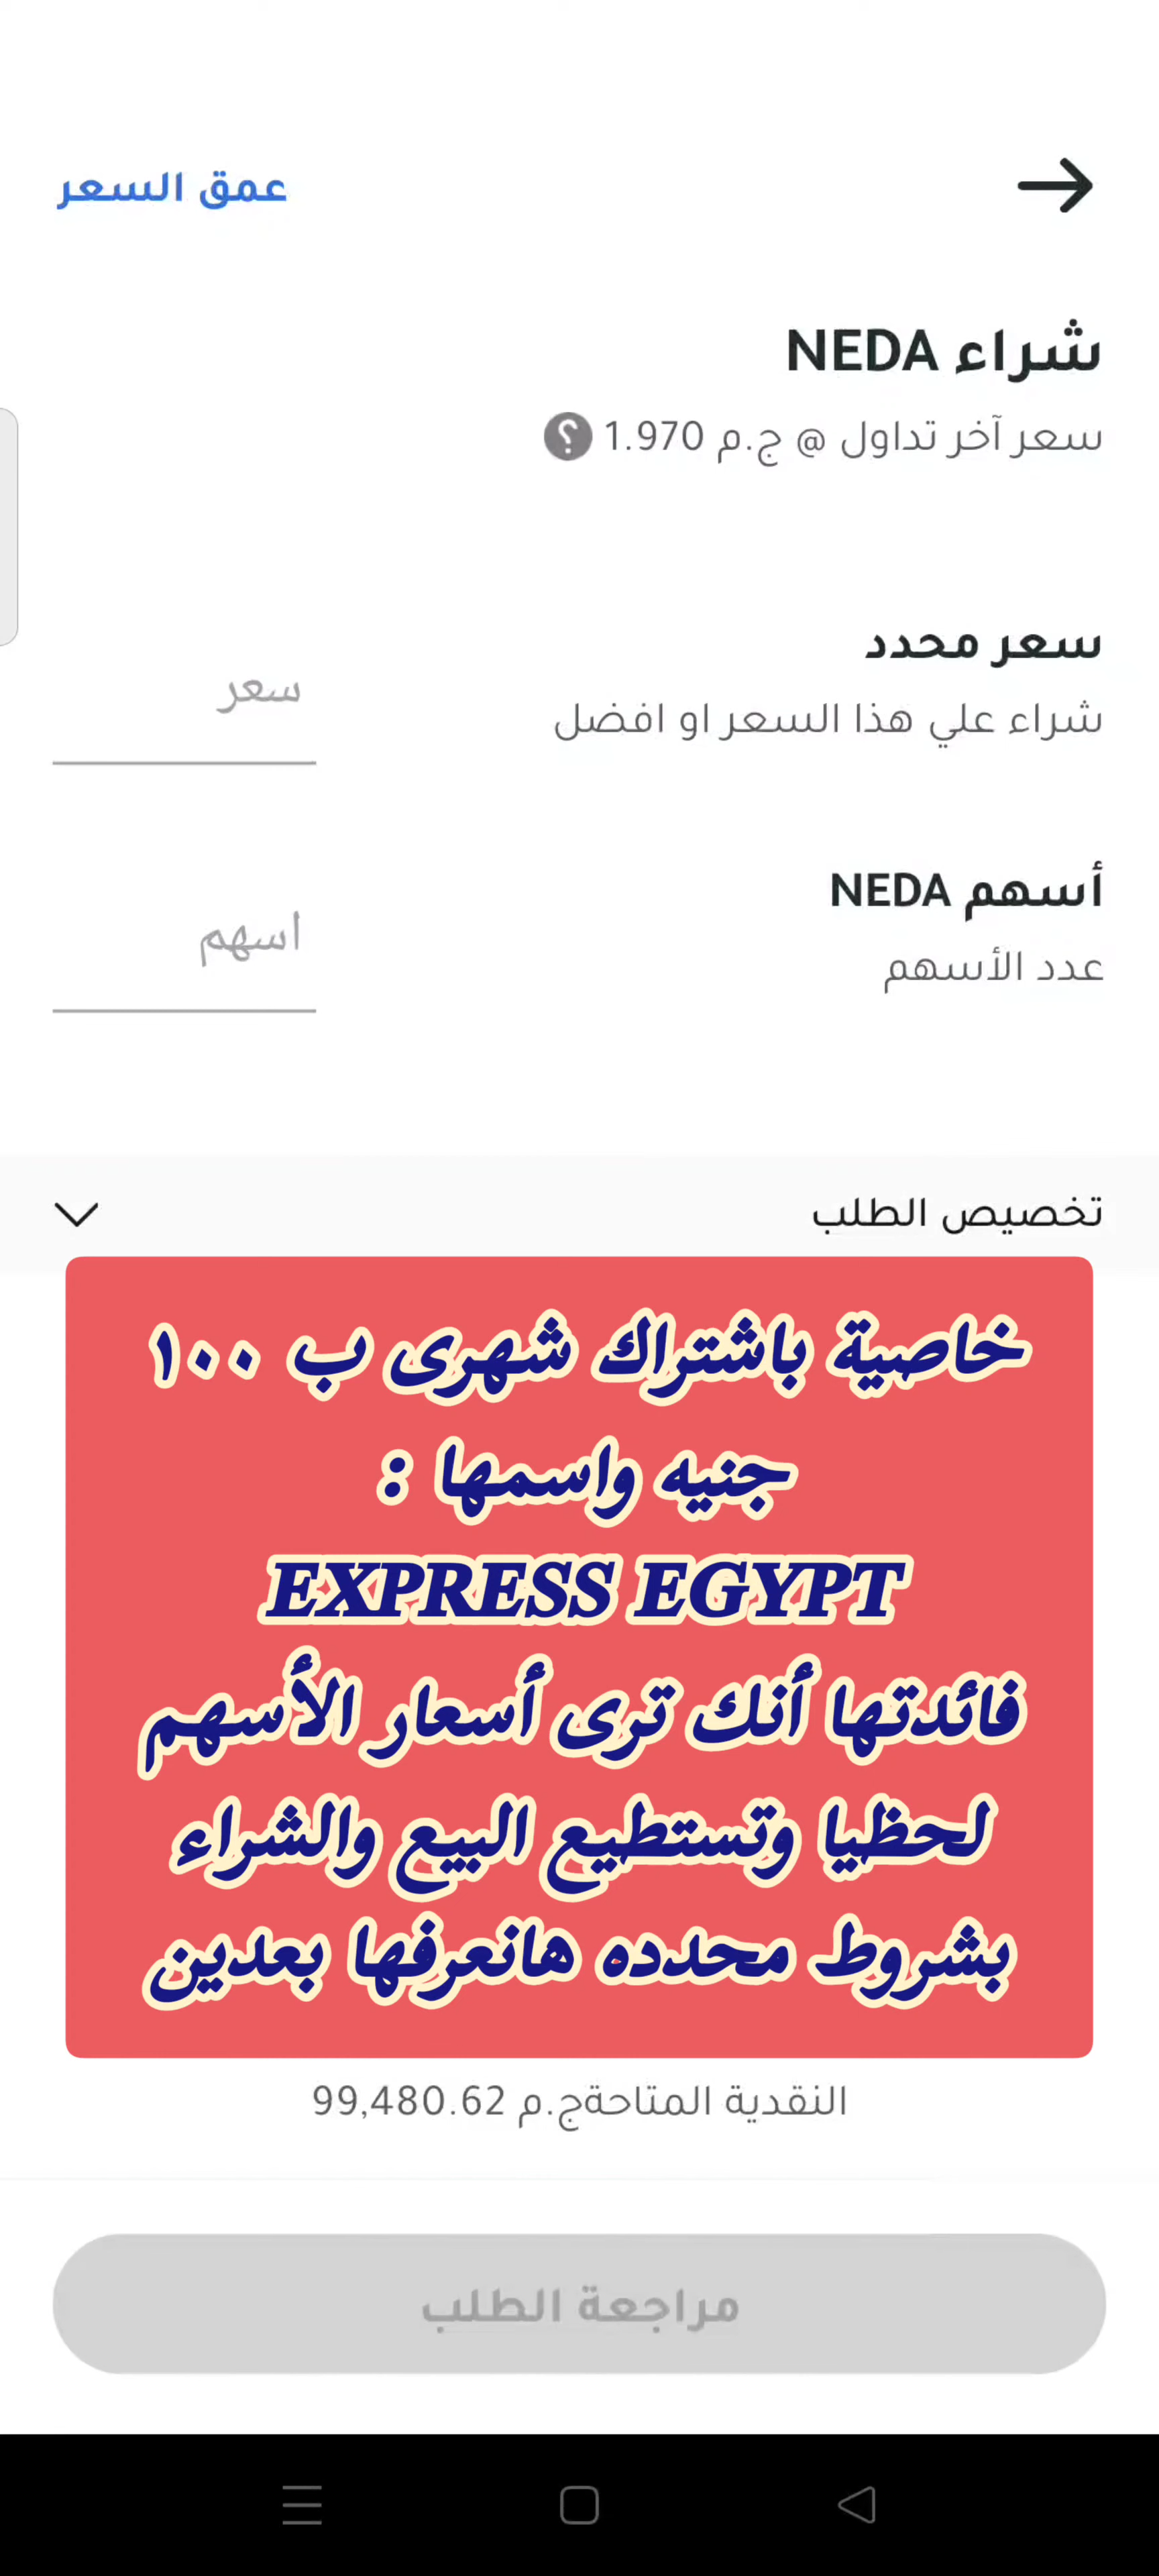 عمق السعر
شراء NEDA
سعر آخر تداول @ ج.م 1.970 ؟
سعر محدد
سعر
شراء علي هذا السعر او افضل
أسهم NEDA
اسهم
عدد الأسهم
تخصيص الطلب
خاصية باشتراك شهرى ب ١٠٠
جنيه واسمها :
EXPRESS EGYPT
فائدتها أنك ترى أسعار الأسهم
لحظيا وتستطيع البيع والشراء
بشروط محدده هانعرفها بعدين
النقدية المتاحةج.م 99,480.62
مراجعة الطلب